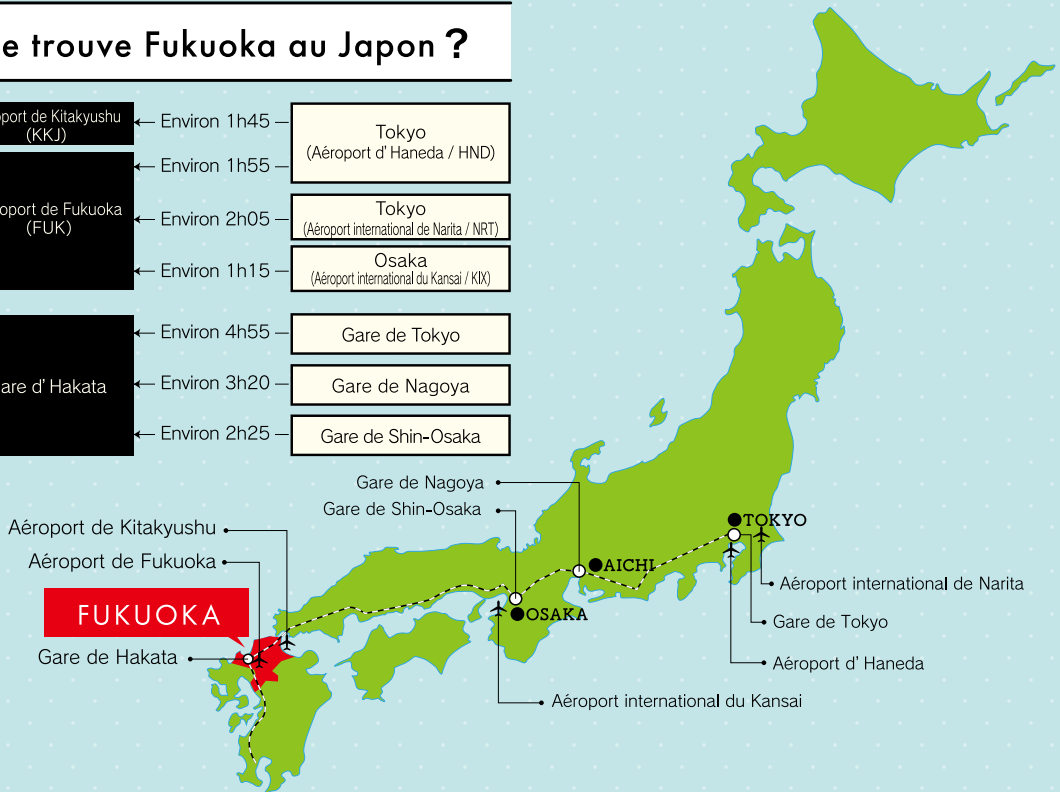 e trouve Fukuoka au Japon ?
port de Kitakyushu
(KKJ)
Environ 1h45
Environ 1h55
Tokyo
(Aéroport d' Haneda / HND)
oport de Fukuoka
(FUK)
Environ 2h05
Tokyo
(Aéroport international de Narita / NRT)
Environ 1h15
Osaka
(Aéroport international du Kansai / KIX)
are d' Hakata
Environ 4h55
Gare de Tokyo
Environ 3h20
Gare de Nagoya
Environ 2h25
Gare de Shin-Osaka
Gare de Nagoya
Gare de Shin-Osaka
Aéroport de Kitakyushu
Aéroport de Fukuoka
FUKUOKA
Gare de Hakata
TOKYO
AICHI
OSAKA
Aéroport international de Narita
Gare de Tokyo
Aéroport d' Haneda
Aéroport international du Kansai